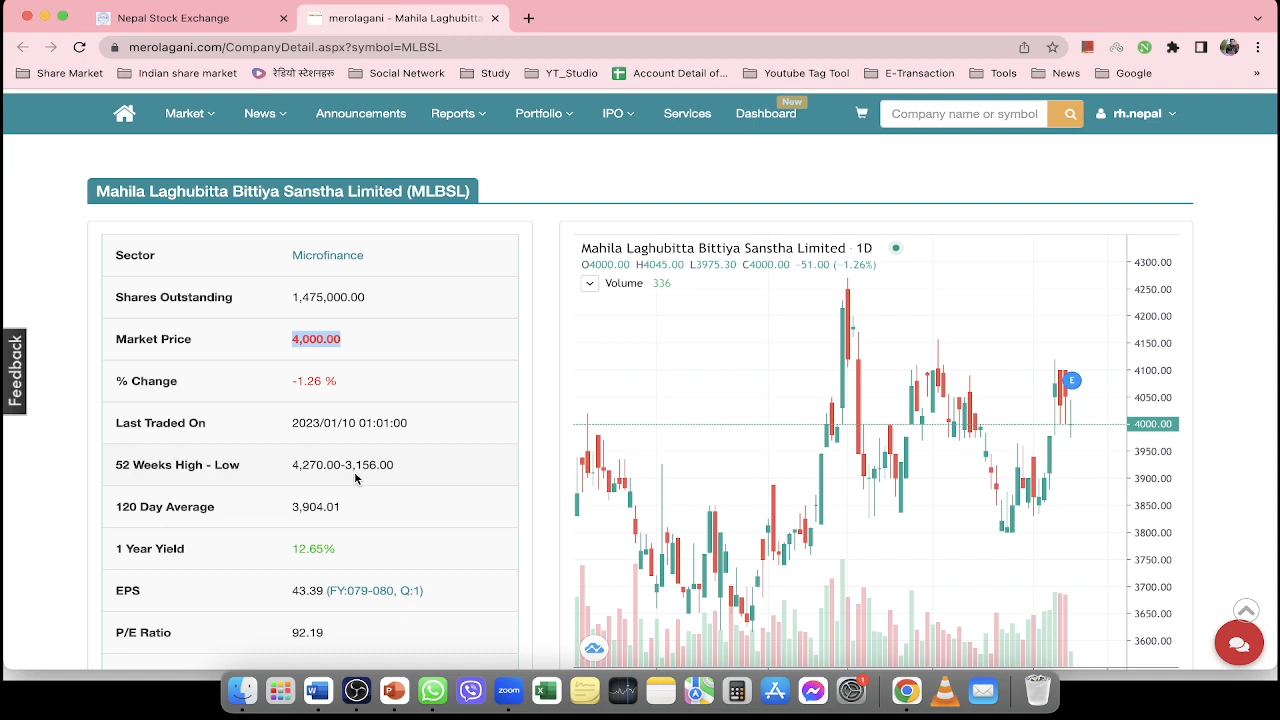 Nepal Stock Exchange
merolagani - Mahila Laghubitta
merolagani.com/CompanyDetail.aspx?symbol=MLBSL
Share Market Indian share market रेडियो स्टेशनहरू Social Network Study YT_Studio Account Detail of... Youtube Tag Tool E-Transaction Tools News Google »
Market News Announcements Reports Portfolio IPO Services Dashboard New Company name or symbol rh.nepal
Mahila Laghubitta Bittiya Sanstha Limited (MLBSL)
Sector Microfinance
Shares Outstanding 1,475,000.00
Market Price 4,000.00
% Change -1.26 %
Last Traded On 2023/01/10 01:01:00
52 Weeks High - Low 4,270.00-3,156.00
120 Day Average 3,904.01
1 Year Yield 12.65%
EPS 43.39 (FY:079-080, Q:1)
P/E Ratio 92.19
Mahila Laghubitta Bittiya Sanstha Limited · 1D
O4000.00 H4045.00 L3975.30 C4000.00 -51.00 (-1.26%)
Volume 336
4300.00
4250.00
4200.00
4150.00
4100.00
E
4050.00
4000.00
3950.00
3900.00
3850.00
3800.00
3750.00
3700.00
3650.00
3600.00
Feedback
zoom
1